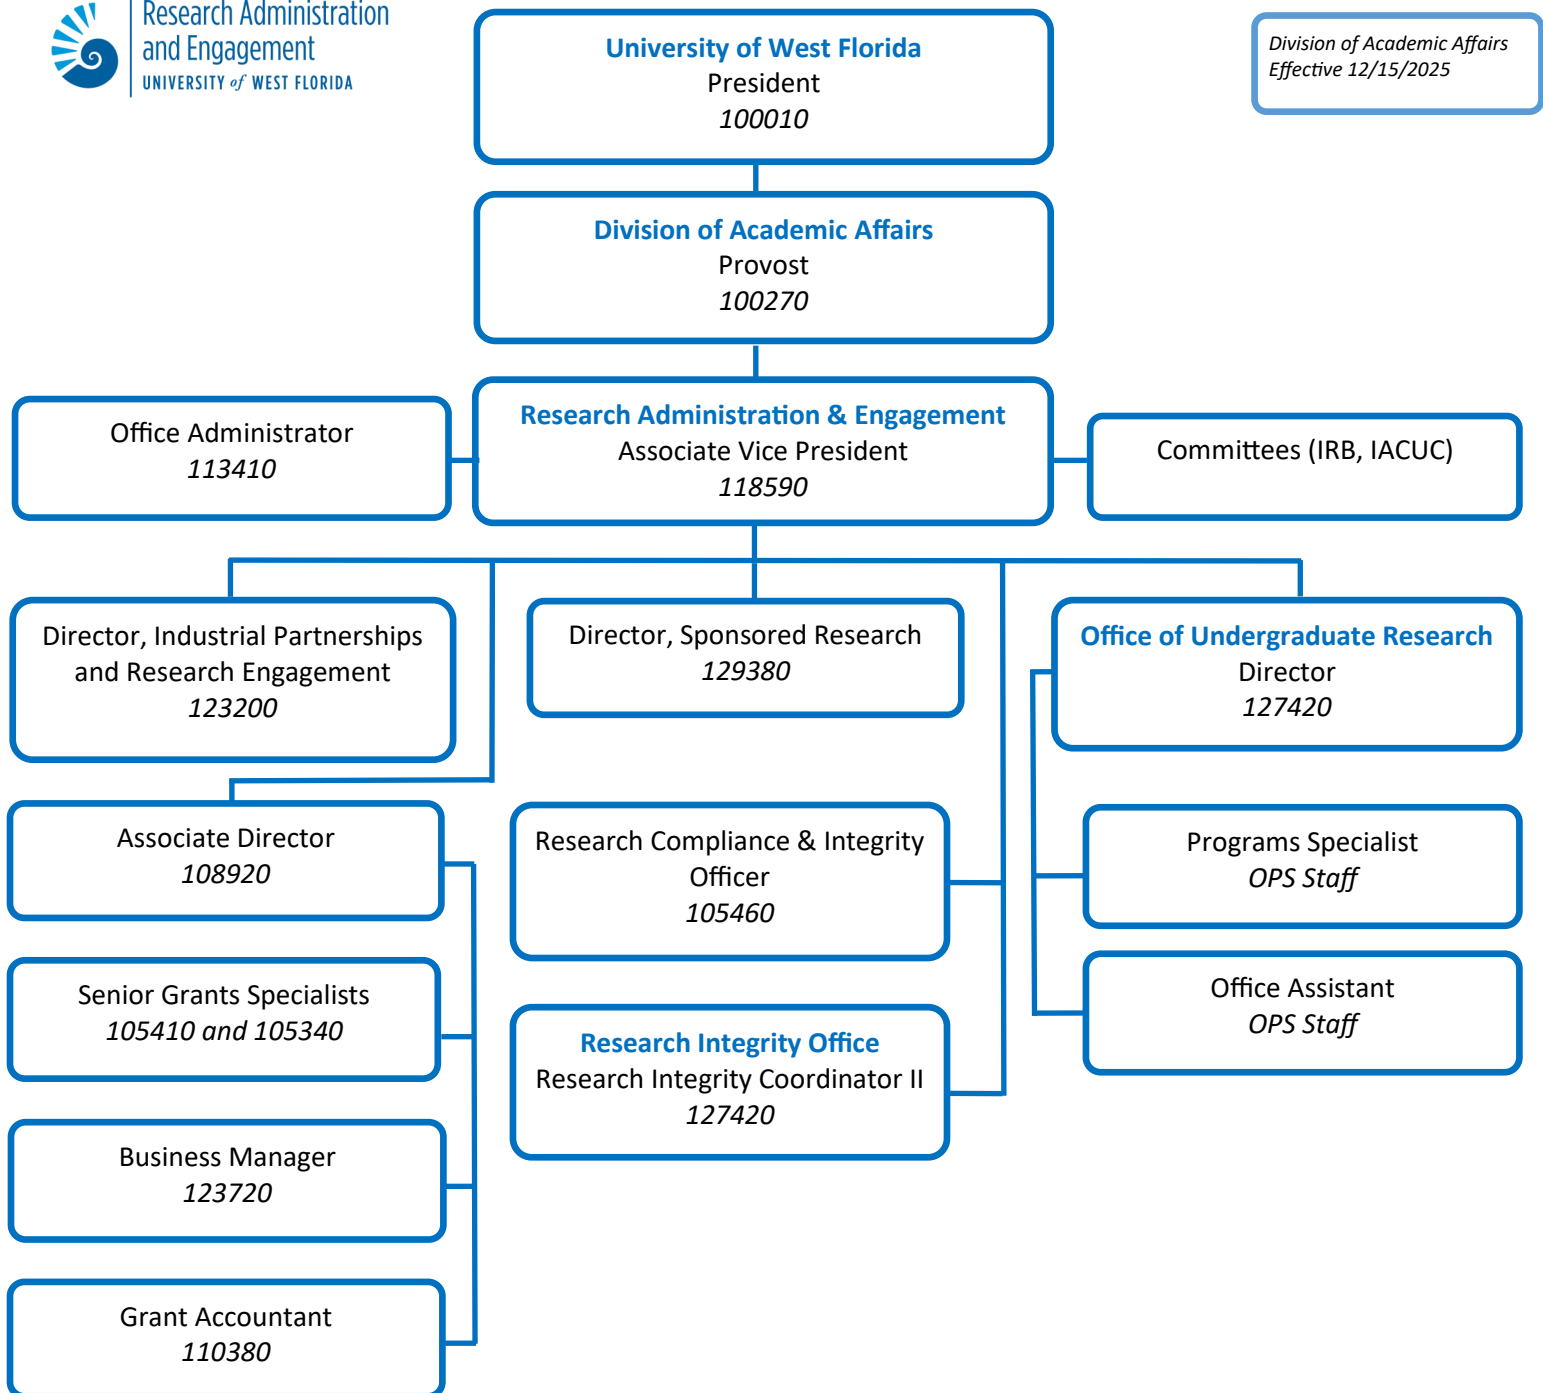 Research Administration
and Engagement
UNIVERSITY of WEST FLORIDA
University of West Florida
President
100010
Division of Academic Affairs
Effective 12/15/2025
Division of Academic Affairs
Provost
100270
Office Administrator
113410
Research Administration & Engagement
Associate Vice President
118590
Committees (IRB, IACUC)
Director, Industrial Partnerships
and Research Engagement
123200
Director, Sponsored Research
129380
Office of Undergraduate Research
Director
127420
Associate Director
108920
Research Compliance & Integrity
Officer
105460
Programs Specialist
OPS Staff
Senior Grants Specialists
105410 and 105340
Research Integrity Office
Research Integrity Coordinator II
127420
Office Assistant
OPS Staff
Business Manager
123720
Grant Accountant
110380